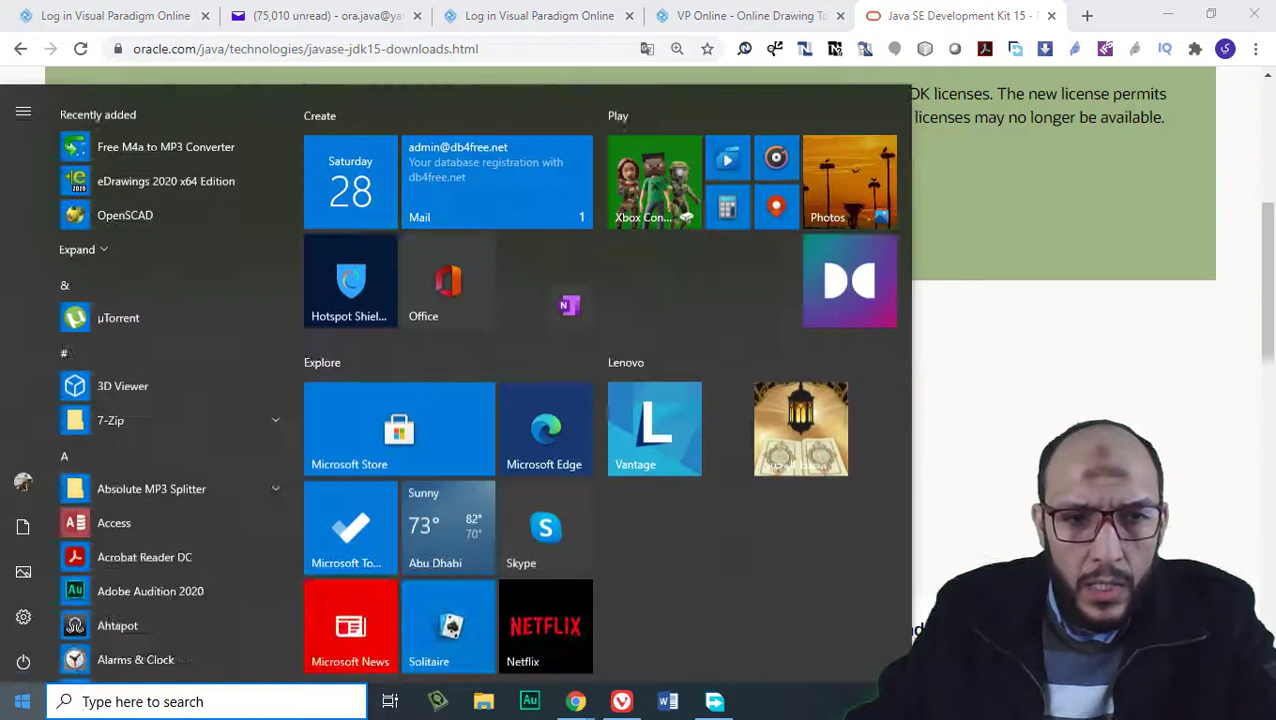 Log in Visual Paradigm Online
(75,010 unread) - ora.java@ya
Log in Visual Paradigm Online
VP Online - Online Drawing To
Java SE Development Kit 15 -
oracle.com/java/technologies/javase-jdk15-downloads.html
DK licenses. The new license permits
licenses may no longer be available.
Recently added
Free M4a to MP3 Converter
eDrawings 2020 x64 Edition
OpenSCAD
Expand
&
µTorrent
#
3D Viewer
7-Zip
A
Absolute MP3 Splitter
Access
Acrobat Reader DC
Adobe Audition 2020
Ahtapot
Alarms & Clock
Create
Saturday
28
admin@db4free.net
Your database registration with
db4free.net
Mail
1
Hotspot Shiel...
Office
Play
Xbox Con...
Photos
Explore
Microsoft Store
Microsoft Edge
Microsoft To...
Sunny
73°
82°
70°
Abu Dhabi
Skype
Microsoft News
Solitaire
NETFLIX
Netflix
Lenovo
Vantage
Type here to search